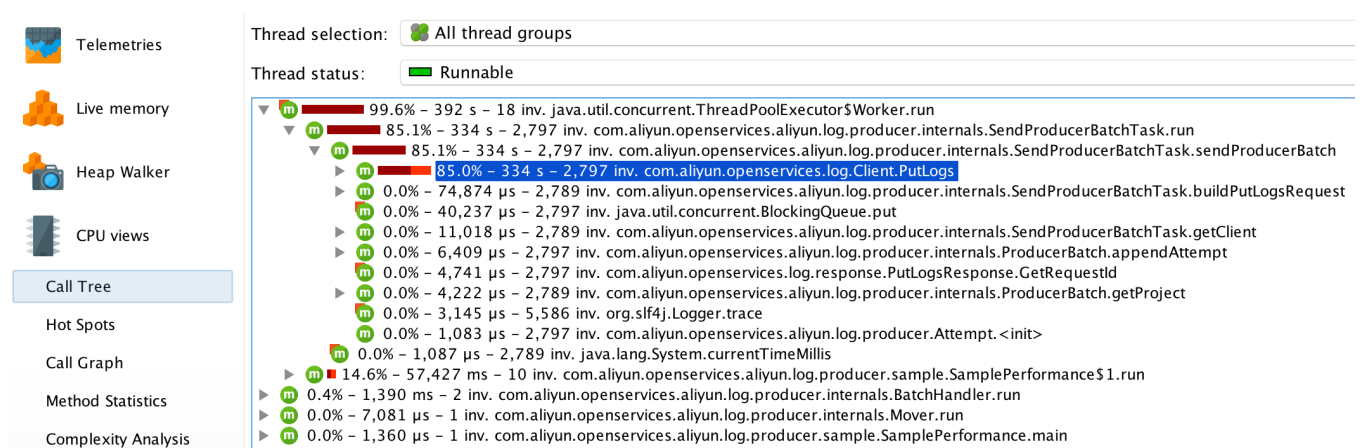 Telemetries
Live memory
Heap Walker
CPU views
Call Tree
Hot Spots
Call Graph
Method Statistics
Complexity Analysis
Thread selection: All thread groups
Thread status: Runnable
m 99.6% – 392 s – 18 inv. java.util.concurrent.ThreadPoolExecutor$Worker.run
m 85.1% – 334 s – 2,797 inv. com.aliyun.openservices.aliyun.log.producer.internals.SendProducerBatchTask.run
m 85.1% – 334 s – 2,797 inv. com.aliyun.openservices.aliyun.log.producer.internals.SendProducerBatchTask.sendProducerBatch
m 85.0% – 334 s – 2,797 inv. com.aliyun.openservices.log.Client.PutLogs
m 0.0% – 74,874 µs – 2,789 inv. com.aliyun.openservices.aliyun.log.producer.internals.SendProducerBatchTask.buildPutLogsRequest
m 0.0% – 40,237 µs – 2,797 inv. java.util.concurrent.BlockingQueue.put
m 0.0% – 11,018 µs – 2,789 inv. com.aliyun.openservices.aliyun.log.producer.internals.SendProducerBatchTask.getClient
m 0.0% – 6,409 µs – 2,797 inv. com.aliyun.openservices.aliyun.log.producer.internals.ProducerBatch.appendAttempt
m 0.0% – 4,741 µs – 2,797 inv. com.aliyun.openservices.log.response.PutLogsResponse.GetRequestId
m 0.0% – 4,222 µs – 2,789 inv. com.aliyun.openservices.aliyun.log.producer.internals.ProducerBatch.getProject
m 0.0% – 3,145 µs – 5,586 inv. org.slf4j.Logger.trace
m 0.0% – 1,083 µs – 2,797 inv. com.aliyun.openservices.aliyun.log.producer.Attempt.<init>
m 0.0% – 1,087 µs – 2,789 inv. java.lang.System.currentTimeMillis
m 14.6% – 57,427 ms – 10 inv. com.aliyun.openservices.aliyun.log.producer.sample.SamplePerformance$1.run
m 0.4% – 1,390 ms – 2 inv. com.aliyun.openservices.aliyun.log.producer.internals.BatchHandler.run
m 0.0% – 7,081 µs – 1 inv. com.aliyun.openservices.aliyun.log.producer.internals.Mover.run
m 0.0% – 1,360 µs – 1 inv. com.aliyun.openservices.aliyun.log.producer.sample.SamplePerformance.main